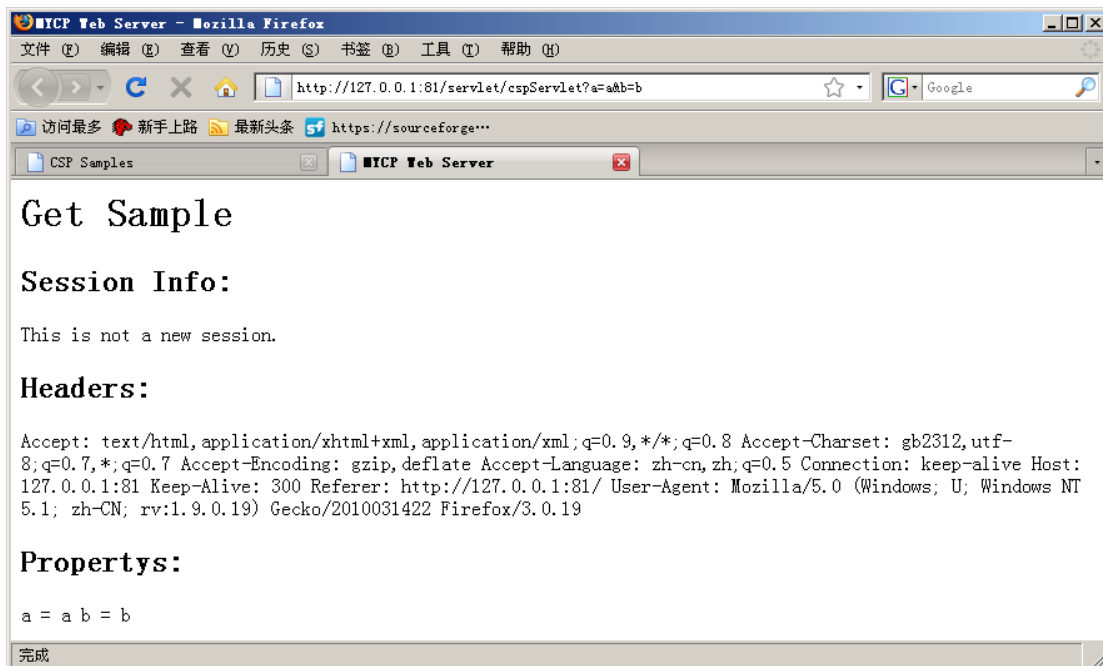 MYCP Web Server - Mozilla Firefox
文件 (F) 编辑 (E) 查看 (V) 历史 (S) 书签 (B) 工具 (T) 帮助 (H)
http://127.0.0.1:81/servlet/cspServlet?a=a&b=b
G Google
访问最多 新手上路 最新头条 sf https://sourceforge…
CSP Samples MYCP Web Server
Get Sample
Session Info:
This is not a new session.
Headers:
Accept: text/html,application/xhtml+xml,application/xml;q=0.9,*/*;q=0.8 Accept-Charset: gb2312,utf-
8;q=0.7,*;q=0.7 Accept-Encoding: gzip,deflate Accept-Language: zh-cn,zh;q=0.5 Connection: keep-alive Host:
127.0.0.1:81 Keep-Alive: 300 Referer: http://127.0.0.1:81/ User-Agent: Mozilla/5.0 (Windows; U; Windows NT
5.1; zh-CN; rv:1.9.0.19) Gecko/2010031422 Firefox/3.0.19
Propertys:
a = a b = b
完成